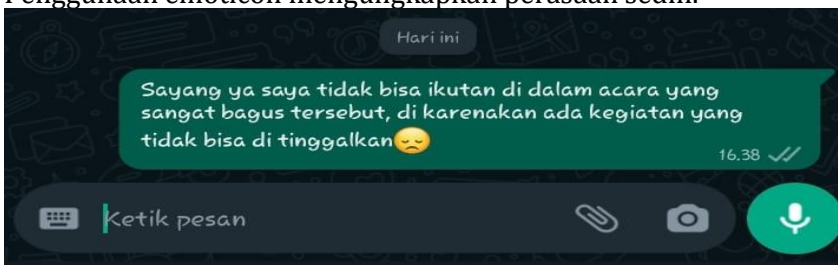 Penggunaan emoticon mengungkapkan perasaan sedih.
Hari ini
Sayang ya saya tidak bisa ikutan di dalam acara yang
sangat bagus tersebut, di karenakan ada kegiatan yang
tidak bisa di tinggalkan😞
16.38
Ketik pesan